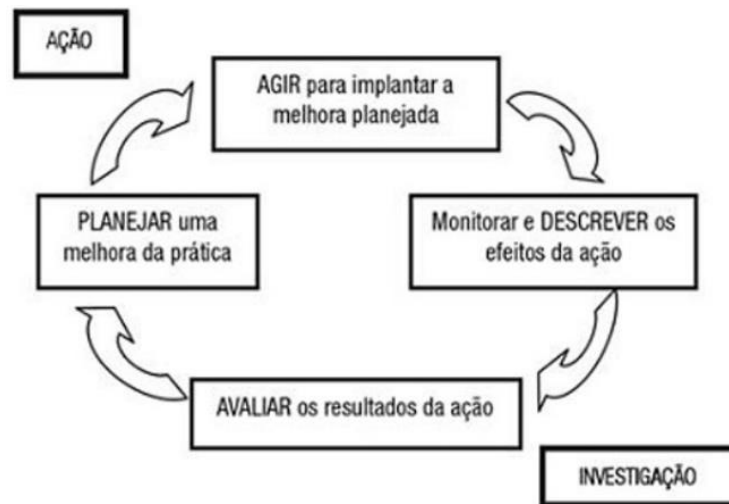 AÇÃO
AGIR para implantar a
melhora planejada
PLANEJAR uma
melhora da prática
Monitorar e DESCREVER os
efeitos da ação
AVALIAR os resultados da ação
INVESTIGAÇÃO